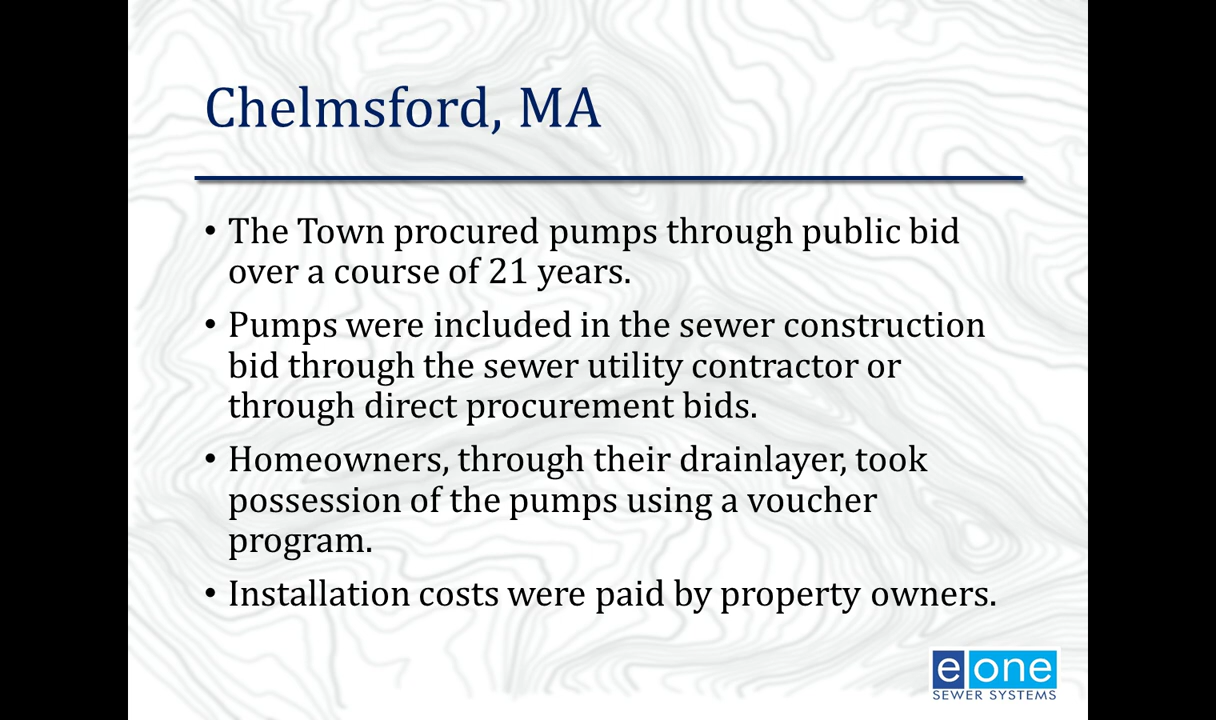 Chelmsford, MA
• The Town procured pumps through public bid
over a course of 21 years.
• Pumps were included in the sewer construction
bid through the sewer utility contractor or
through direct procurement bids.
• Homeowners, through their drainlayer, took
possession of the pumps using a voucher
program.
• Installation costs were paid by property owners.
e one
SEWER SYSTEMS